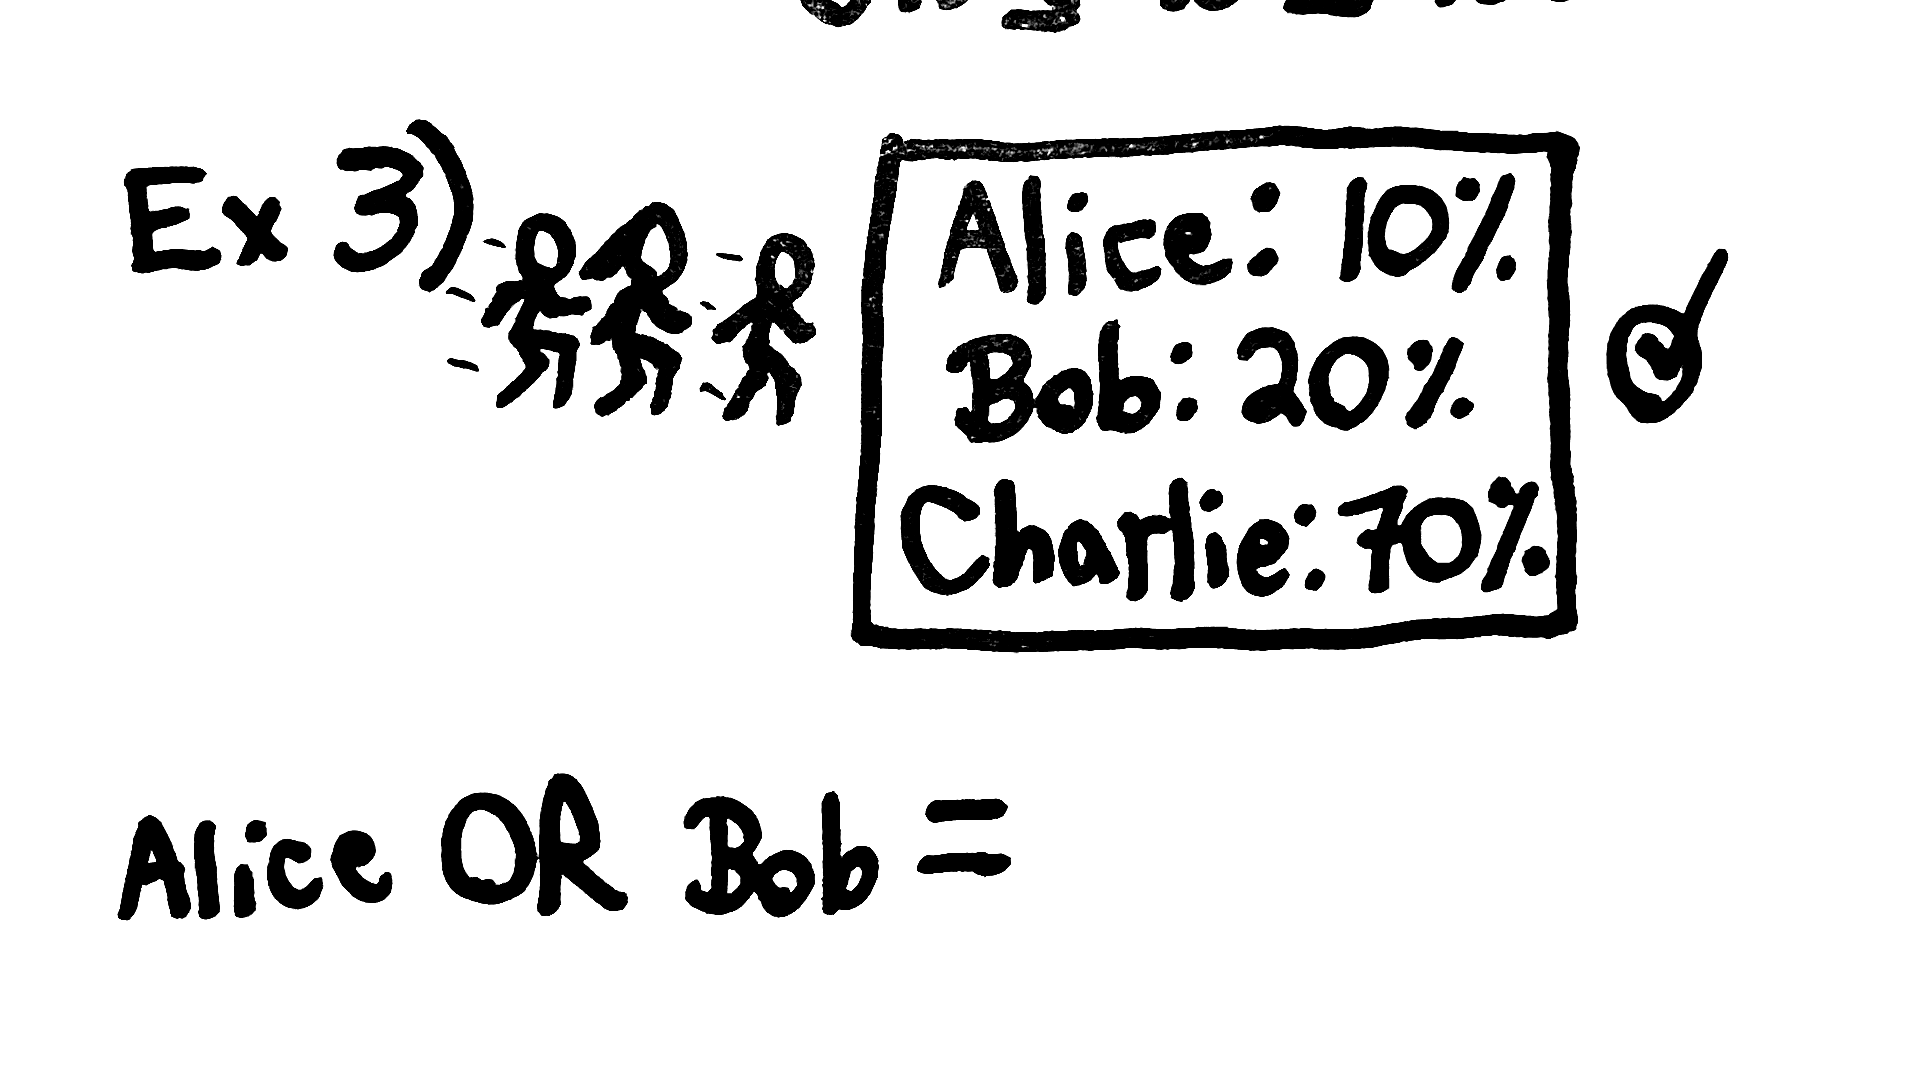 Ex 3)
Alice: 10%
Bob: 20%
Charlie: 70%
Alice OR Bob =